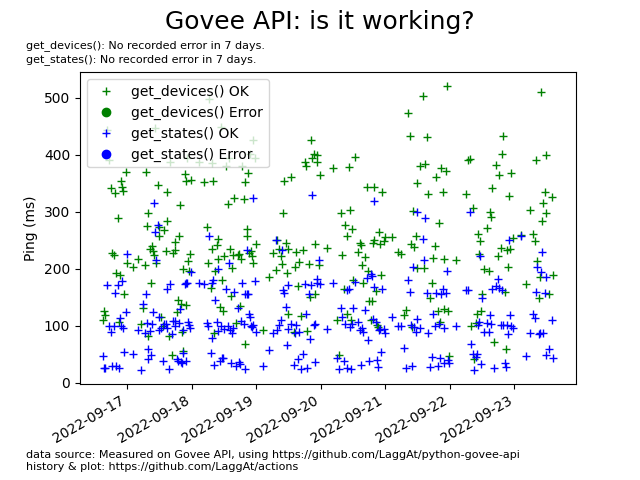 Govee API: is it working?
get_devices(): No recorded error in 7 days.
get_states(): No recorded error in 7 days.
get_devices() OK
get_devices() Error
get_states() OK
get_states() Error
Ping (ms)
500
400
300
200
100
0
2022-09-17
2022-09-18
2022-09-19
2022-09-20
2022-09-21
2022-09-22
2022-09-23
data source: Measured on Govee API, using https://github.com/LaggAt/python-govee-api
history & plot: https://github.com/LaggAt/actions